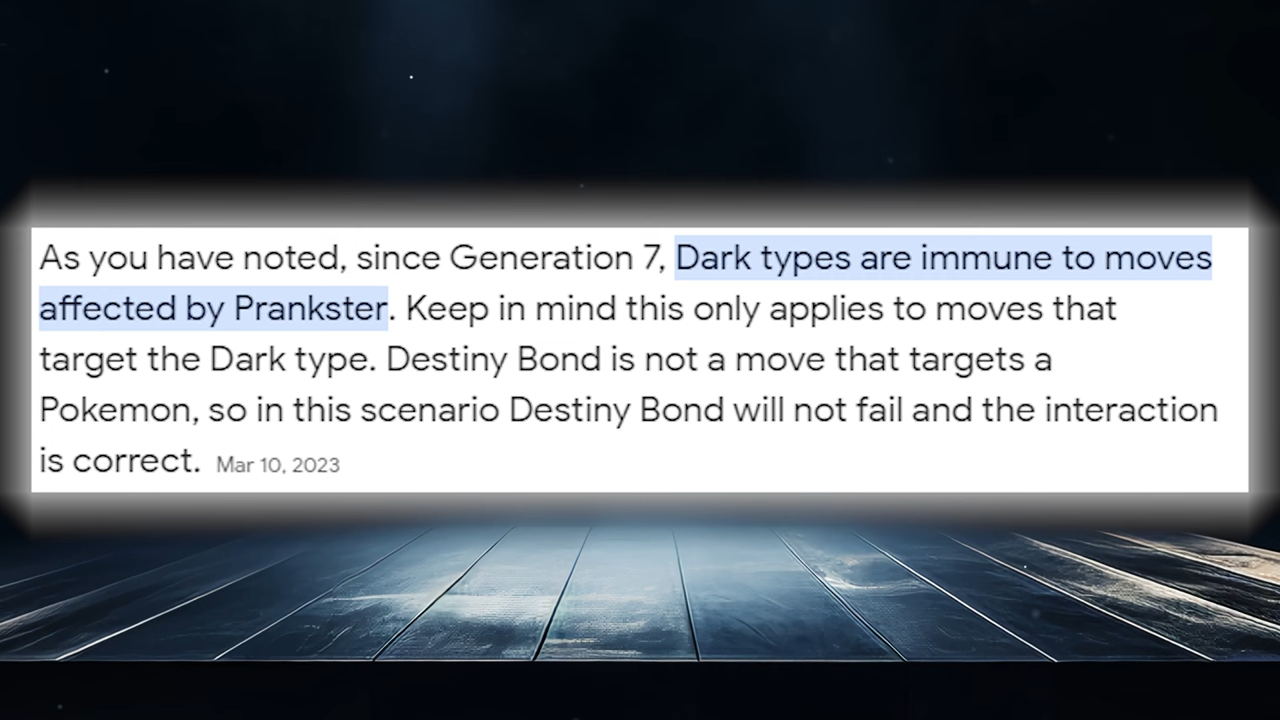 As you have noted, since Generation 7, Dark types are immune to moves
affected by Prankster. Keep in mind this only applies to moves that
target the Dark type. Destiny Bond is not a move that targets a
Pokemon, so in this scenario Destiny Bond will not fail and the interaction
is correct. Mar 10, 2023